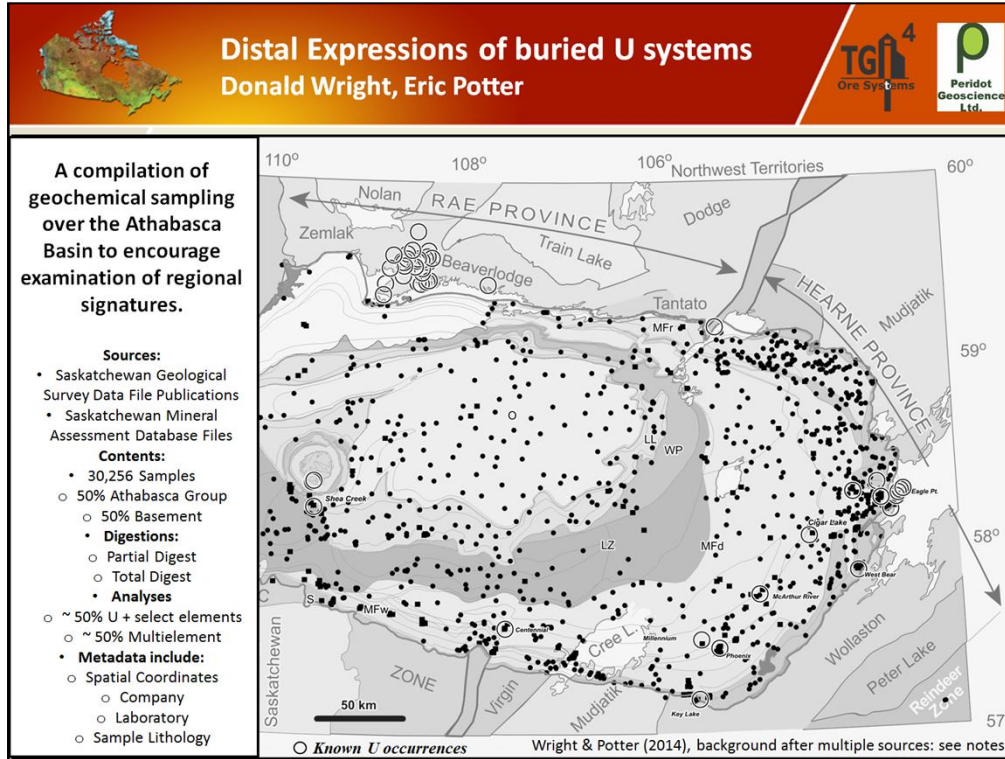 Distal Expressions of buried U systems
Donald Wright, Eric Potter
TGI 4
Ore Systems
Peridot
Geoscience
Ltd.
A compilation of
geochemical sampling
over the Athabasca
Basin to encourage
examination of regional
signatures.
Sources:
• Saskatchewan Geological
Survey Data File Publications
• Saskatchewan Mineral
Assessment Database Files
Contents:
• 30,256 Samples
○ 50% Athabasca Group
○ 50% Basement
• Digestions:
○ Partial Digest
○ Total Digest
• Analyses
○ ~ 50% U + select elements
○ ~ 50% Multielement
• Metadata include:
○ Spatial Coordinates
○ Company
○ Laboratory
○ Sample Lithology
110° 108° 106° Northwest Territories 60°
Nolan
RAE PROVINCE
Dodge
Zemlak
Train Lake
Beaverlodge
Tantato
HEARNE PROVINCE
Mudjatik
MFr
59°
LL
WP
Shea Creek
Eagle Pt.
Cigar Lake
58°
LZ
MFd
West Bear
McArthur River
C
S
MFw
Centennial
Cree L.
Millennium
Phoenix
Wollaston
Saskatchewan
ZONE
Virgin
Mudjatik
Key Lake
Peter Lake
Reindeer
Zone
57
50 km
○ Known U occurrences
Wright & Potter (2014), background after multiple sources: see notes